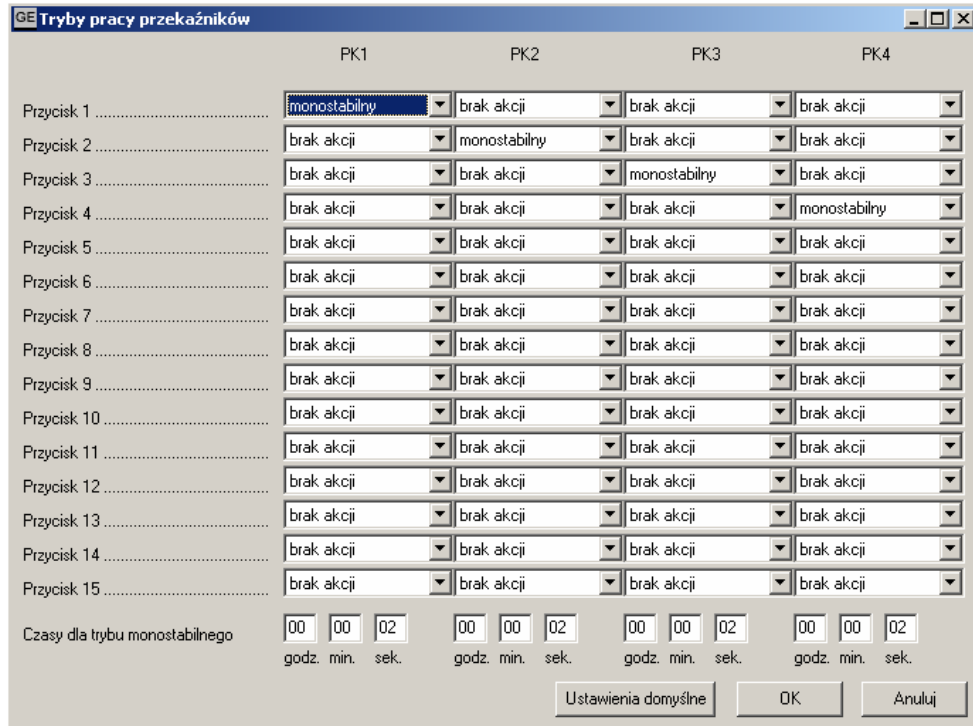 GE Tryby pracy przekaźników
PK1 PK2 PK3 PK4
Przycisk 1 monostabilny brak akcji brak akcji brak akcji
Przycisk 2 brak akcji monostabilny brak akcji brak akcji
Przycisk 3 brak akcji brak akcji monostabilny brak akcji
Przycisk 4 brak akcji brak akcji brak akcji monostabilny
Przycisk 5 brak akcji brak akcji brak akcji brak akcji
Przycisk 6 brak akcji brak akcji brak akcji brak akcji
Przycisk 7 brak akcji brak akcji brak akcji brak akcji
Przycisk 8 brak akcji brak akcji brak akcji brak akcji
Przycisk 9 brak akcji brak akcji brak akcji brak akcji
Przycisk 10 brak akcji brak akcji brak akcji brak akcji
Przycisk 11 brak akcji brak akcji brak akcji brak akcji
Przycisk 12 brak akcji brak akcji brak akcji brak akcji
Przycisk 13 brak akcji brak akcji brak akcji brak akcji
Przycisk 14 brak akcji brak akcji brak akcji brak akcji
Przycisk 15 brak akcji brak akcji brak akcji brak akcji
Czasy dla trybu monostabilnego 00 00 02 00 00 02 00 00 02 00 00 02
godz. min. sek. godz. min. sek. godz. min. sek. godz. min. sek.
Ustawienia domyślne OK Anuluj